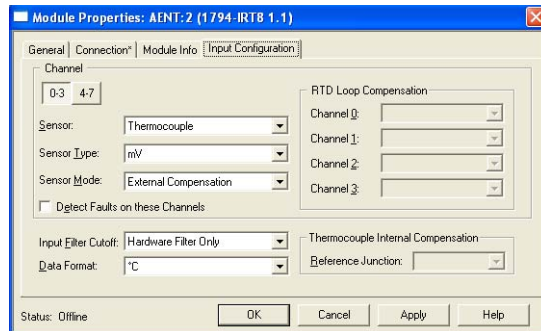 Module Properties: AENT:2 (1794-IRT8 1.1)
General Connection* Module Info Input Configuration
Channel
0-3 4-7
Sensor: Thermocouple
Sensor Type: mV
Sensor Mode: External Compensation
Detect Faults on these Channels
Input Filter Cutoff: Hardware Filter Only
Data Format: °C
RTD Loop Compensation
Channel 0:
Channel 1:
Channel 2:
Channel 3:
Thermocouple Internal Compensation
Reference Junction:
Status: Offline OK Cancel Apply Help